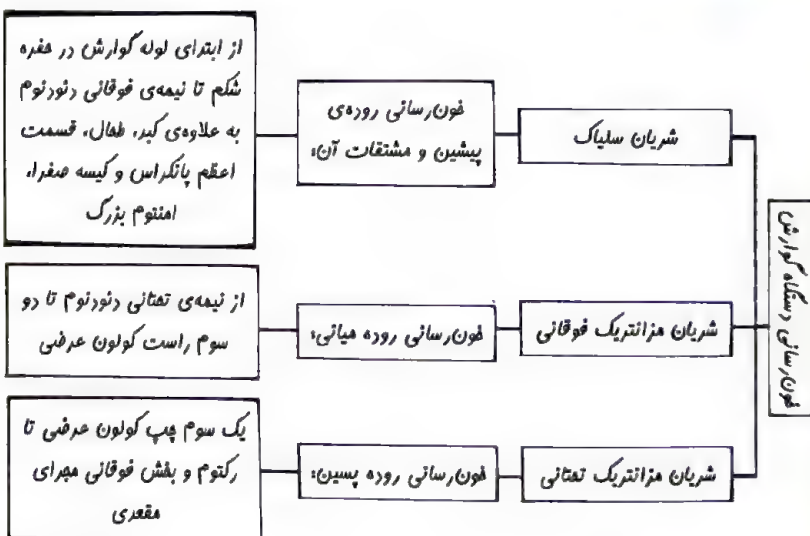 خون‌رسانی دستگاه گوارش
شریان سلیاک
خون‌رسانی روده‌ی
پیشین و مشتقات آن:
از ابتدای لوله گوارش در حفره
شکم تا نیمه‌ی فوقانی دئودنوم
به علاوه‌ی کبد، طحال، قسمت
اعظم پانکراس و کیسه صفرا،
امنتوم بزرگ
شریان مزانتریک فوقانی
خون‌رسانی روده میانی:
از نیمه‌ی تحتانی دئودنوم تا دو
سوم راست کولون عرضی
شریان مزانتریک تحتانی
خون‌رسانی روده پسین:
یک سوم چپ کولون عرضی تا
رکتوم و بخش فوقانی مجرای
مقعدی